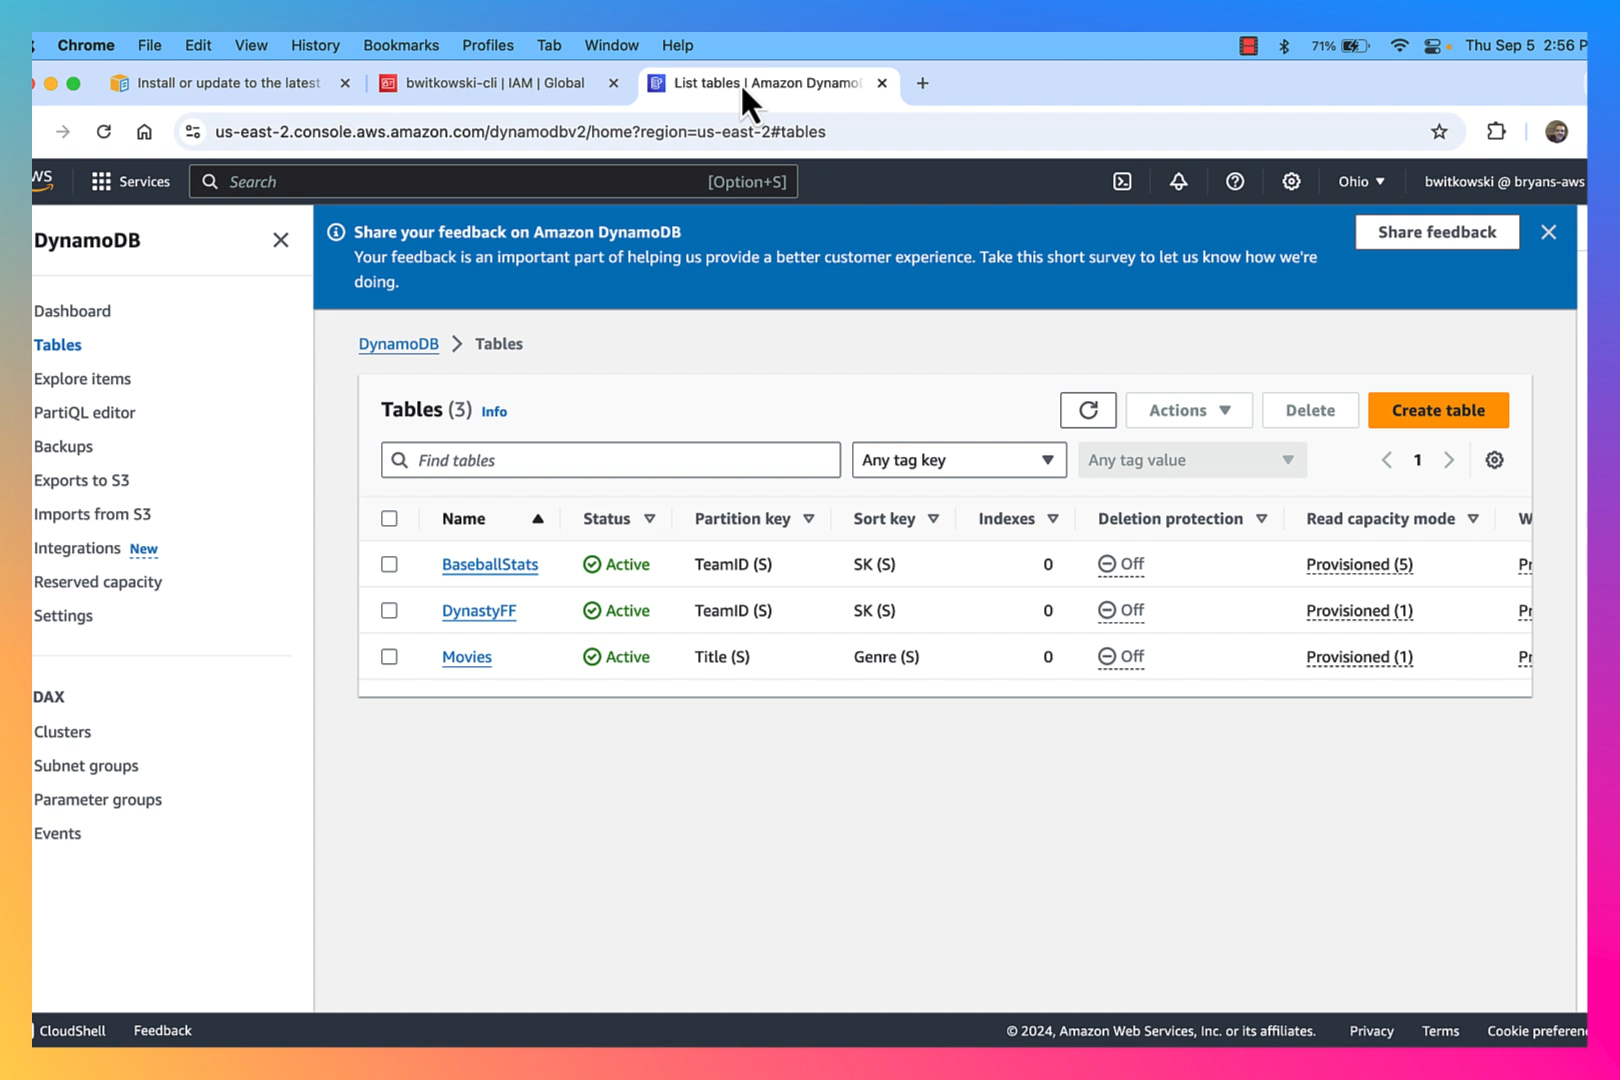 Chrome File Edit View History Bookmarks Profiles Tab Window Help 71% Thu Sep 5 2:56 P
Install or update to the latest bwitkowski-cli | IAM | Global List tables | Amazon Dynamo
us-east-2.console.aws.amazon.com/dynamodbv2/home?region=us-east-2#tables
Services Search [Option+S] Ohio bwitkowski @ bryans-aws
DynamoDB
Dashboard
Tables
Explore items
PartiQL editor
Backups
Exports to S3
Imports from S3
Integrations New
Reserved capacity
Settings
DAX
Clusters
Subnet groups
Parameter groups
Events
Share your feedback on Amazon DynamoDB
Your feedback is an important part of helping us provide a better customer experience. Take this short survey to let us know how we're
doing.
Share feedback
DynamoDB > Tables
Tables (3) Info Actions Delete Create table
Find tables Any tag key Any tag value 1
Name Status Partition key Sort key Indexes Deletion protection Read capacity mode W
BaseballStats Active TeamID (S) SK (S) 0 Off Provisioned (5) Pr
DynastyFF Active TeamID (S) SK (S) 0 Off Provisioned (1) Pr
Movies Active Title (S) Genre (S) 0 Off Provisioned (1) Pr
CloudShell Feedback © 2024, Amazon Web Services, Inc. or its affiliates. Privacy Terms Cookie preferen